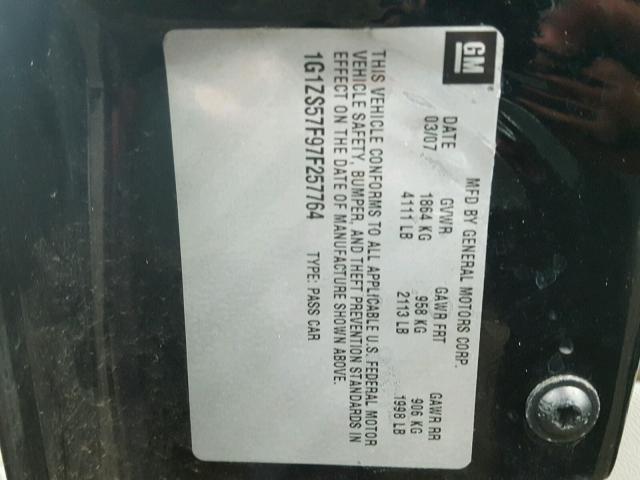 GM
MFD BY GENERAL MOTORS CORP.
DATE GVWR GAWR FRT GAWR RR
03/07 1864 KG 958 KG 906 KG
4111 LB 2113 LB 1998 LB
THIS VEHICLE CONFORMS TO ALL APPLICABLE U.S. FEDERAL MOTOR
VEHICLE SAFETY, BUMPER, AND THEFT PREVENTION STANDARDS IN
EFFECT ON THE DATE OF MANUFACTURE SHOWN ABOVE.
1G1ZS57F97F257764 TYPE: PASS CAR